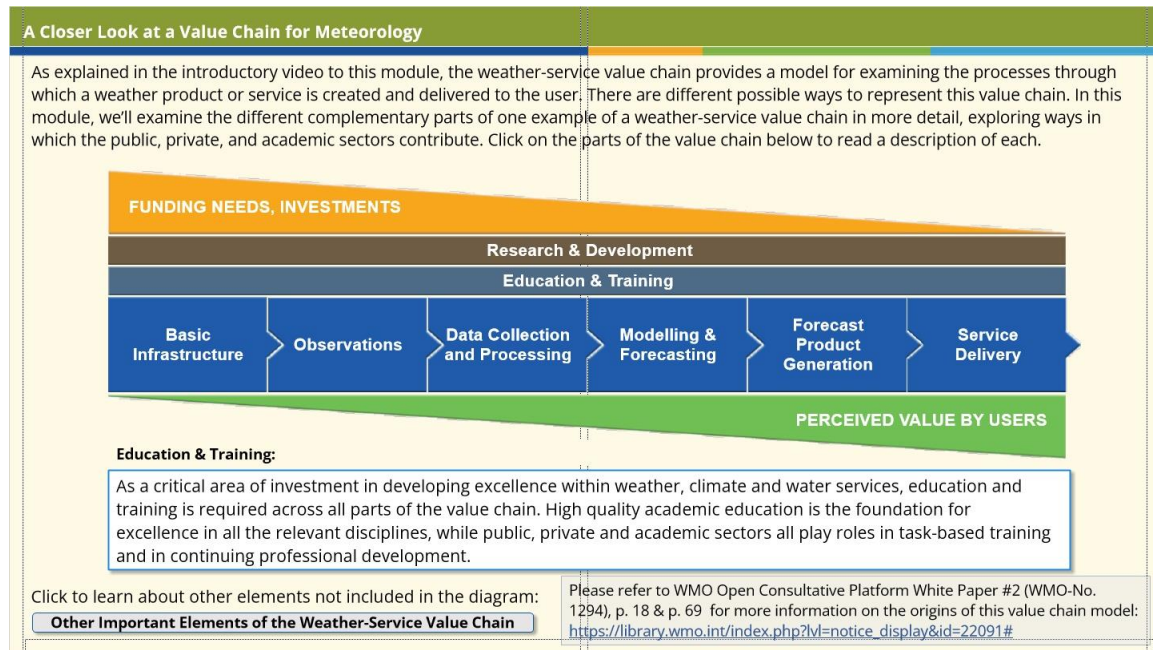 A Closer Look at a Value Chain for Meteorology
As explained in the introductory video to this module, the weather-service value chain provides a model for examining the processes through
which a weather product or service is created and delivered to the user. There are different possible ways to represent this value chain. In this
module, we'll examine the different complementary parts of one example of a weather-service value chain in more detail, exploring ways in
which the public, private, and academic sectors contribute. Click on the parts of the value chain below to read a description of each.
FUNDING NEEDS, INVESTMENTS
Research & Development
Education & Training
Basic
Infrastructure
Observations
Data Collection
and Processing
Modelling &
Forecasting
Forecast
Product
Generation
Service
Delivery
PERCEIVED VALUE BY USERS
Education & Training:
As a critical area of investment in developing excellence within weather, climate and water services, education and
training is required across all parts of the value chain. High quality academic education is the foundation for
excellence in all the relevant disciplines, while public, private and academic sectors all play roles in task-based training
and in continuing professional development.
Click to learn about other elements not included in the diagram:
Other Important Elements of the Weather-Service Value Chain
Please refer to WMO Open Consultative Platform White Paper #2 (WMO-No.
1294), p. 18 & p. 69 for more information on the origins of this value chain model:
https://library.wmo.int/index.php?lvl=notice_display&id=22091#